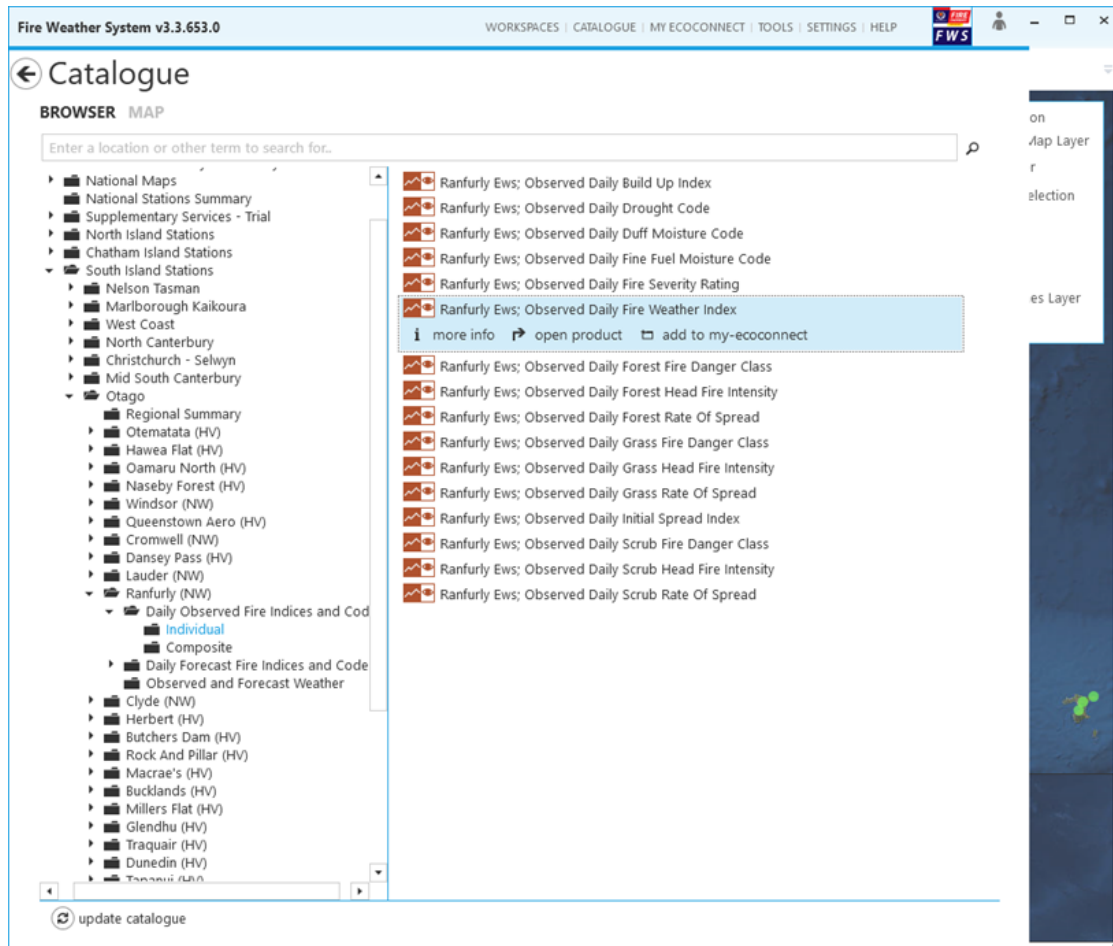 Fire Weather System v3.3.653.0
WORKSPACES | CATALOGUE | MY ECOCONNECT | TOOLS | SETTINGS | HELP
FIRE
FWS
Catalogue
BROWSER MAP
Enter a location or other term to search for..
National Maps
National Stations Summary
Supplementary Services - Trial
North Island Stations
Chatham Island Stations
South Island Stations
Nelson Tasman
Marlborough Kaikoura
West Coast
North Canterbury
Christchurch - Selwyn
Mid South Canterbury
Otago
Regional Summary
Otematata (HV)
Hawea Flat (HV)
Oamaru North (HV)
Naseby Forest (HV)
Windsor (NW)
Queenstown Aero (HV)
Cromwell (NW)
Dansey Pass (HV)
Lauder (NW)
Ranfurly (NW)
Daily Observed Fire Indices and Cod
Individual
Composite
Daily Forecast Fire Indices and Code
Observed and Forecast Weather
Clyde (NW)
Herbert (HV)
Butchers Dam (HV)
Rock And Pillar (HV)
Macrae's (HV)
Bucklands (HV)
Millers Flat (HV)
Glendhu (HV)
Traquair (HV)
Dunedin (HV)
Tapanui (HV)
update catalogue
Ranfurly Ews; Observed Daily Build Up Index
Ranfurly Ews; Observed Daily Drought Code
Ranfurly Ews; Observed Daily Duff Moisture Code
Ranfurly Ews; Observed Daily Fine Fuel Moisture Code
Ranfurly Ews; Observed Daily Fire Severity Rating
Ranfurly Ews; Observed Daily Fire Weather Index
more info open product add to my-ecoconnect
Ranfurly Ews; Observed Daily Forest Fire Danger Class
Ranfurly Ews; Observed Daily Forest Head Fire Intensity
Ranfurly Ews; Observed Daily Forest Rate Of Spread
Ranfurly Ews; Observed Daily Grass Fire Danger Class
Ranfurly Ews; Observed Daily Grass Head Fire Intensity
Ranfurly Ews; Observed Daily Grass Rate Of Spread
Ranfurly Ews; Observed Daily Initial Spread Index
Ranfurly Ews; Observed Daily Scrub Fire Danger Class
Ranfurly Ews; Observed Daily Scrub Head Fire Intensity
Ranfurly Ews; Observed Daily Scrub Rate Of Spread
on
Map Layer
r
election
es Layer